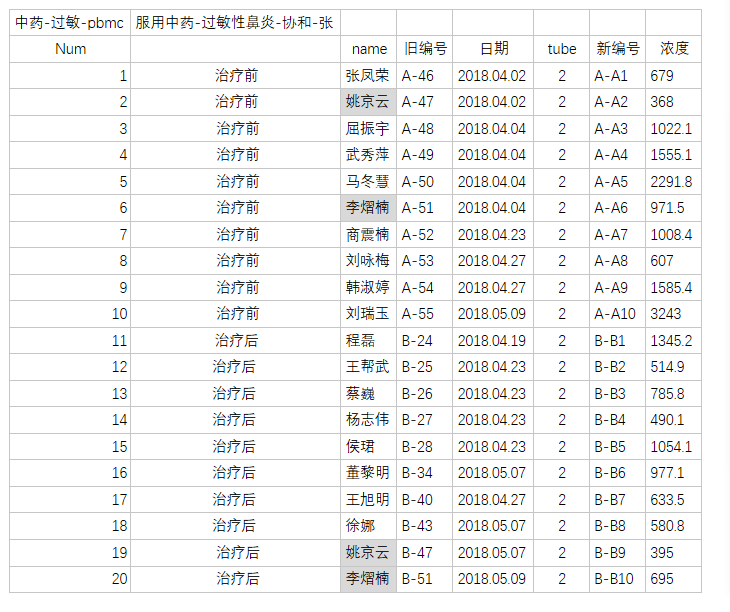 中药-过敏-pbmc 服用中药-过敏性鼻炎-协和-张
Num name 旧编号 日期 tube 新编号 浓度
1 治疗前 张凤荣 A-46 2018.04.02 2 A-A1 679
2 治疗前 姚京云 A-47 2018.04.02 2 A-A2 368
3 治疗前 屈振宇 A-48 2018.04.04 2 A-A3 1022.1
4 治疗前 武秀萍 A-49 2018.04.04 2 A-A4 1555.1
5 治疗前 马冬慧 A-50 2018.04.04 2 A-A5 2291.8
6 治疗前 李熠楠 A-51 2018.04.04 2 A-A6 971.5
7 治疗前 商震楠 A-52 2018.04.23 2 A-A7 1008.4
8 治疗前 刘咏梅 A-53 2018.04.27 2 A-A8 607
9 治疗前 韩淑婷 A-54 2018.04.27 2 A-A9 1585.4
10 治疗前 刘瑞玉 A-55 2018.05.09 2 A-A10 3243
11 治疗后 程磊 B-24 2018.04.19 2 B-B1 1345.2
12 治疗后 王帮武 B-25 2018.04.23 2 B-B2 514.9
13 治疗后 蔡巍 B-26 2018.04.23 2 B-B3 785.8
14 治疗后 杨志伟 B-27 2018.04.23 2 B-B4 490.1
15 治疗后 侯珺 B-28 2018.04.23 2 B-B5 1054.1
16 治疗后 董黎明 B-34 2018.05.07 2 B-B6 977.1
17 治疗后 王旭明 B-40 2018.04.27 2 B-B7 633.5
18 治疗后 徐娜 B-43 2018.05.07 2 B-B8 580.8
19 治疗后 姚京云 B-47 2018.05.07 2 B-B9 395
20 治疗后 李熠楠 B-51 2018.05.09 2 B-B10 695